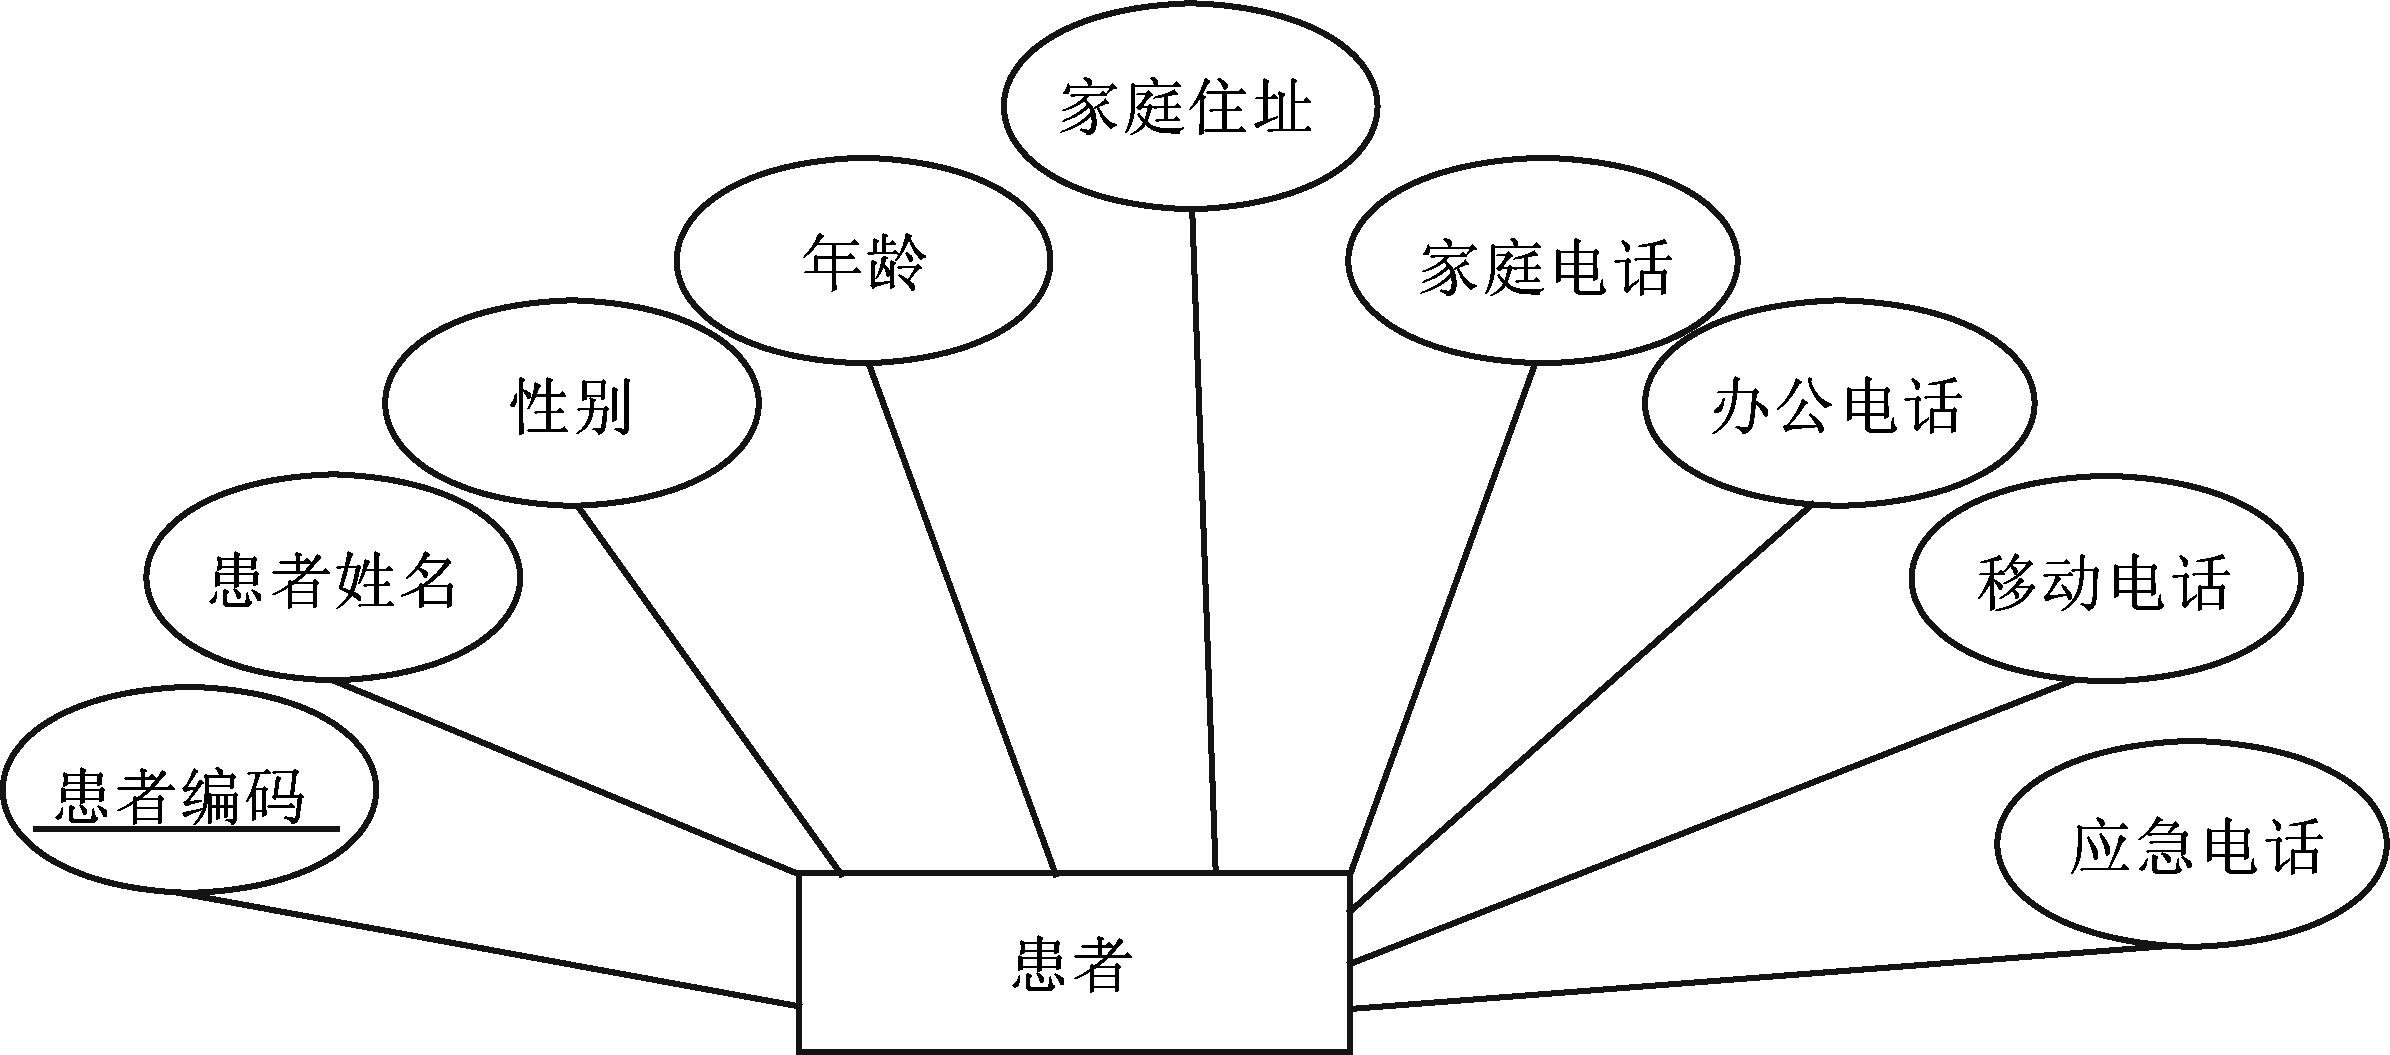 家庭住址
年龄
家庭电话
性别
办公电话
患者姓名
移动电话
患者编码
应急电话
患者